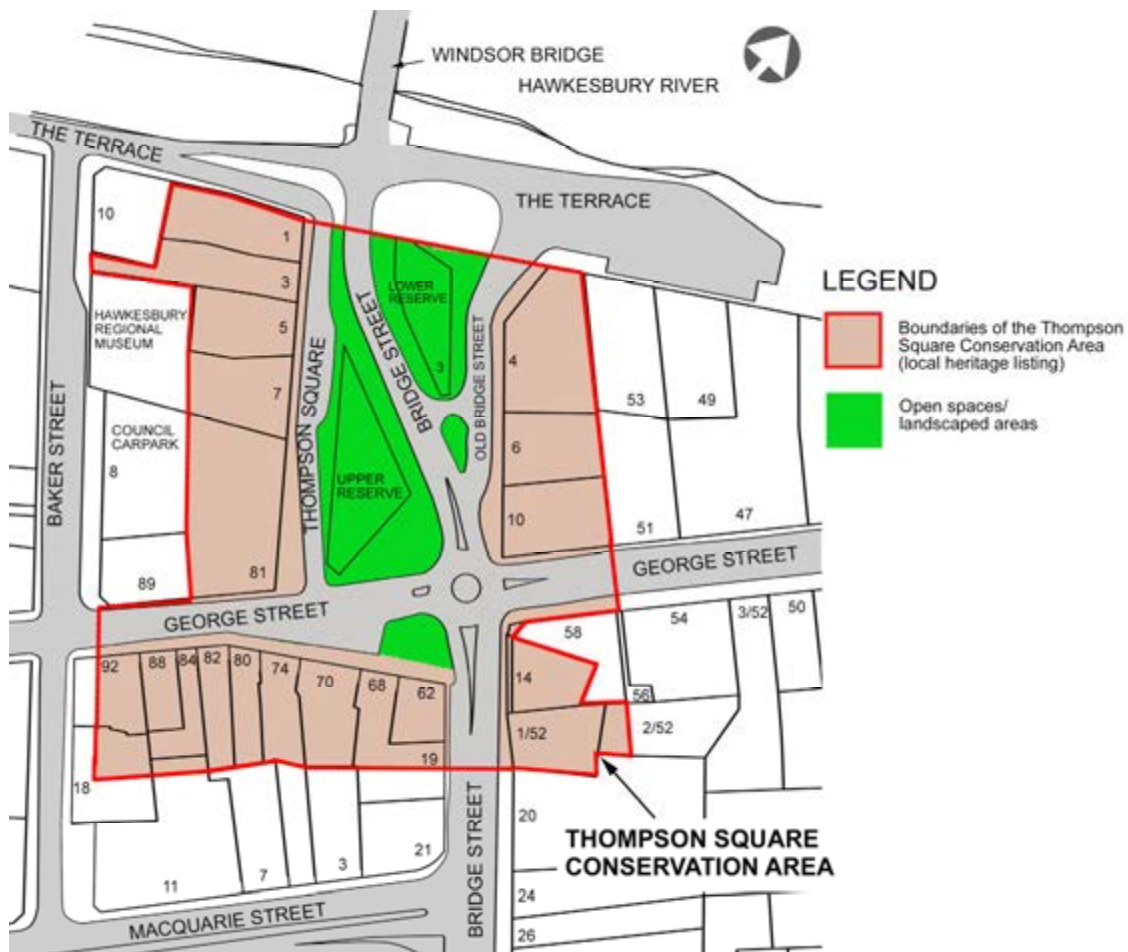 WINDSOR BRIDGE
HAWKESBURY RIVER
THE TERRACE
THE TERRACE
10
1
3
5
7
HAWKESBURY
REGIONAL
MUSEUM
COUNCIL
CARPARK
8
89
81
BAKER STREET
THOMPSON SQUARE
BRIDGE STREET
LOWER
RESERVE
3
OLD BRIDGE STREET
UPPER
RESERVE
4
6
10
53
49
51
47
LEGEND
Boundaries of the Thompson
Square Conservation Area
(local heritage listing)
Open spaces/
landscaped areas
GEORGE STREET
GEORGE STREET
92
88
84
82
80
74
70
68
62
19
58
54
3/52
50
14
56
1/52
2/52
18
11
7
3
21
20
24
26
BRIDGE STREET
MACQUARIE STREET
THOMPSON SQUARE
CONSERVATION AREA